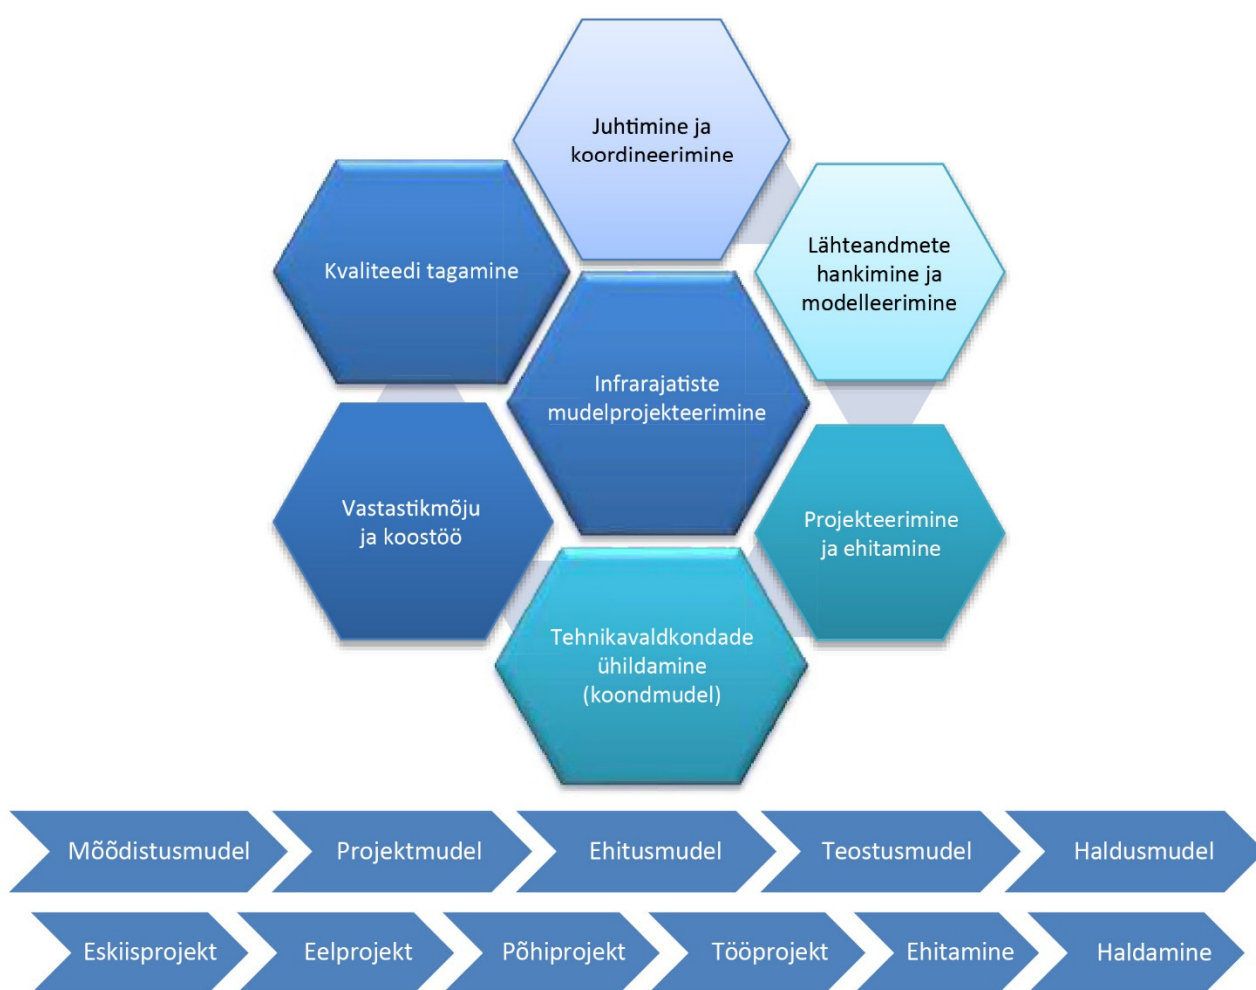 Juhtimine ja
koordineerimine
Kvaliteedi tagamine
Lähteandmete
hankimine ja
modelleerimine
Infrarajatiste
mudelprojekteerimine
Vastastikmõju
ja koostöö
Projekteerimine
ja ehitamine
Tehnikavaldkondade
ühildamine
(koondmudel)
Mõõdistusmudel
Projektmudel
Ehitusmudel
Teostusmudel
Haldusmudel
Eskiisprojekt
Eelprojekt
Põhiprojekt
Tööprojekt
Ehitamine
Haldamine